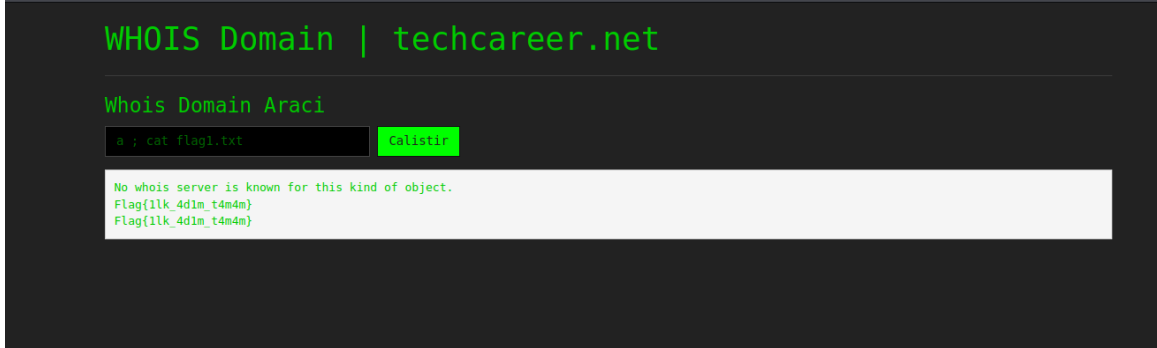 WHOIS Domain | techcareer.net
Whois Domain Araci
a ; cat flag1.txt
Calistir
No whois server is known for this kind of object.
Flag{1lk_4d1m_t4m4m}
Flag{1lk_4d1m_t4m4m}